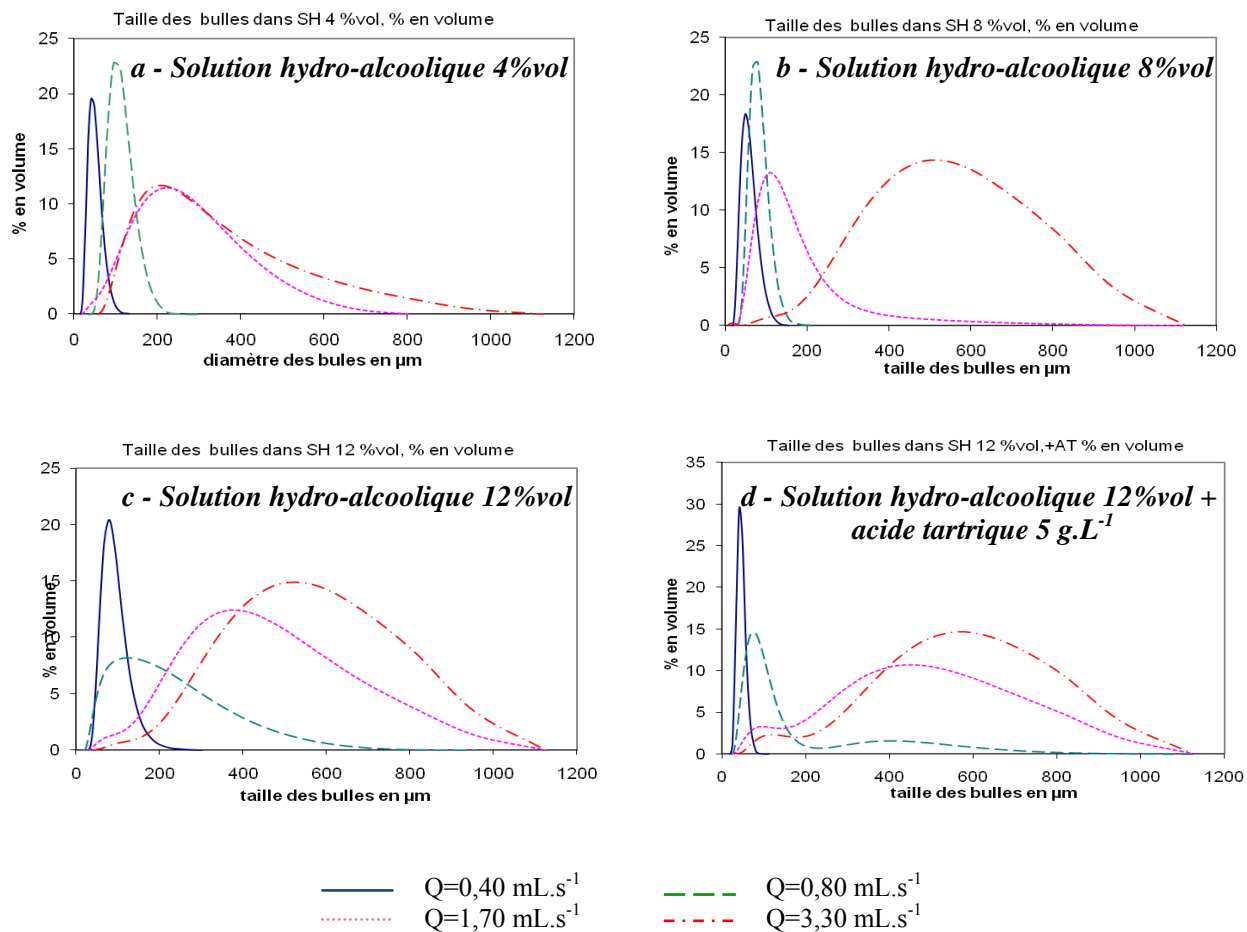 Taille des bulles dans SH 4 %vol, % en volume
a - Solution hydro-alcoolique 4%vol
% en volume
25
20
15
10
5
0
0 200 400 600 800 1000 1200
diamètre des bules en µm
Taille des bulles dans SH 8 %vol, % en volume
b - Solution hydro-alcoolique 8%vol
% en volume
25
20
15
10
5
0
0 200 400 600 800 1000 1200
taille des bulles en µm
Taille des bulles dans SH 12 %vol, % en volume
c - Solution hydro-alcoolique 12%vol
% en volume
25
20
15
10
5
0
0 200 400 600 800 1000 1200
taille des bulles en µm
Taille des bulles dans SH 12 %vol,+AT % en volume
d - Solution hydro-alcoolique 12%vol +
acide tartrique 5 g.L-1
% en volume
35
30
25
20
15
10
5
0
0 200 400 600 800 1000 1200
taille des bulles en µm
Q=0,40 mL.s-1
Q=0,80 mL.s-1
Q=1,70 mL.s-1
Q=3,30 mL.s-1